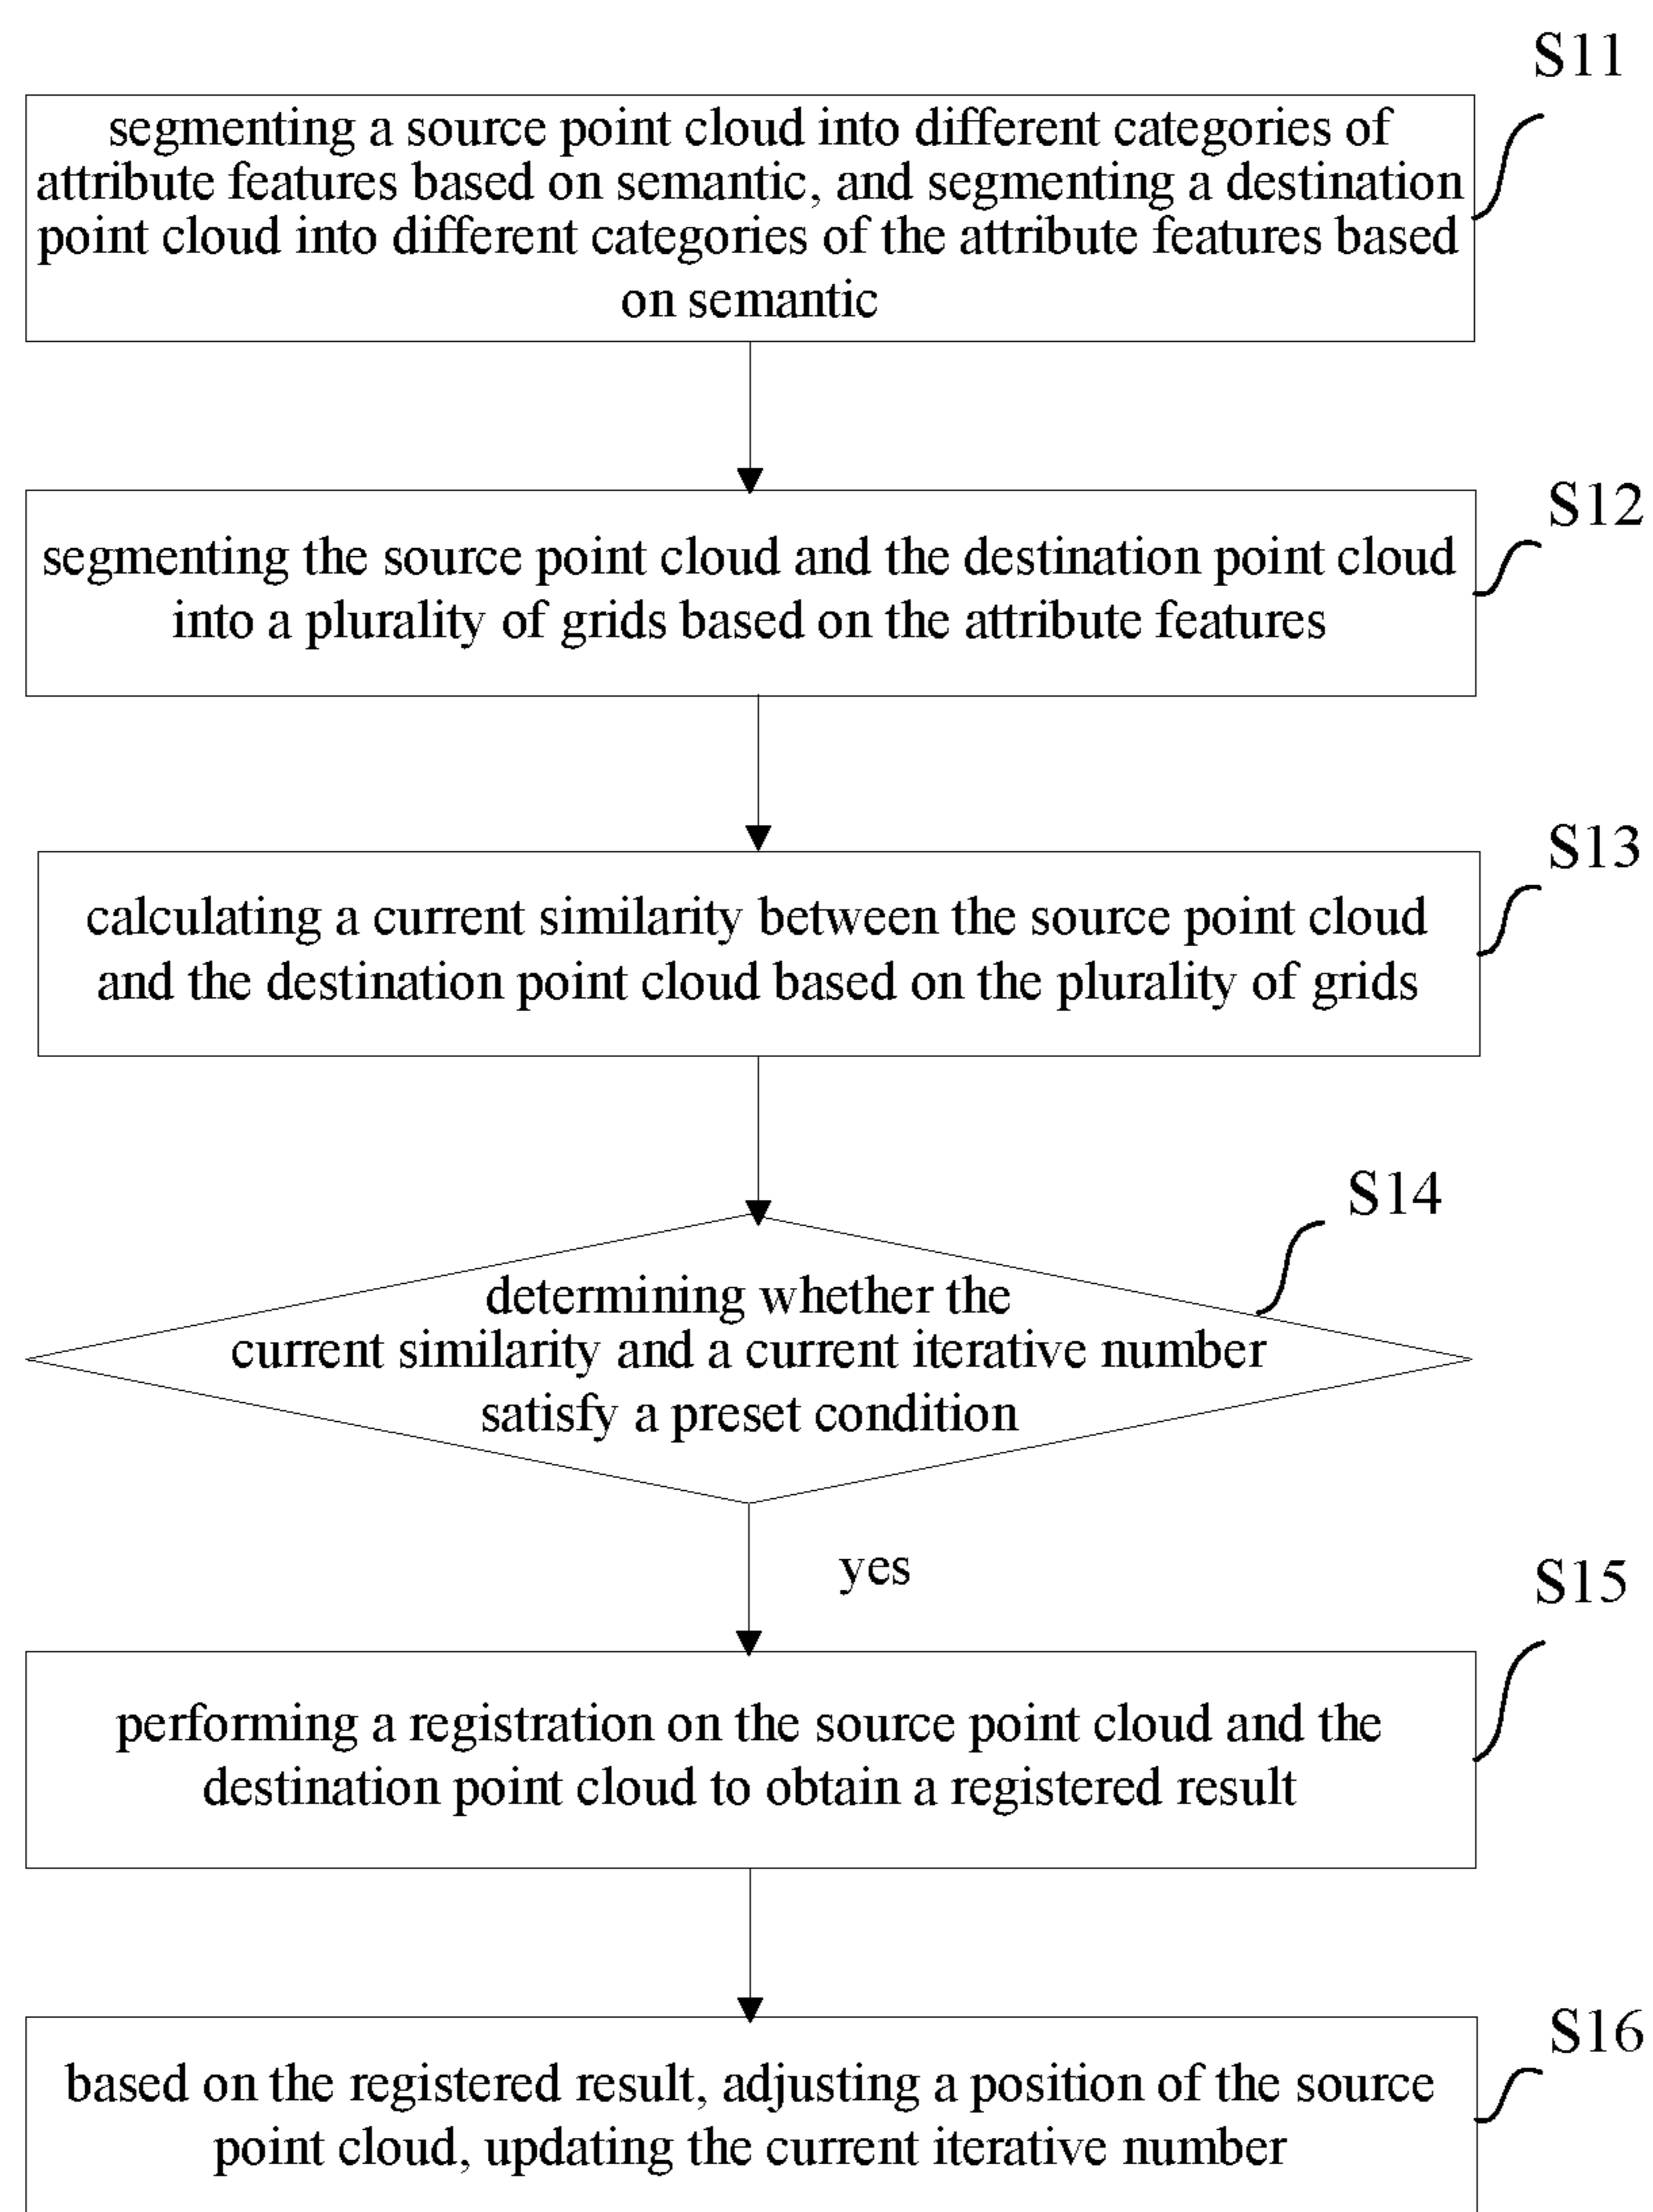 S11
segmenting a source point cloud into different categories of
attribute features based on semantic, and segmenting a destination
point cloud into different categories of the attribute features based
on semantic
S12
segmenting the source point cloud and the destination point cloud
into a plurality of grids based on the attribute features
S13
calculating a current similarity between the source point cloud
and the destination point cloud based on the plurality of grids
S14
determining whether the
current similarity and a current iterative number
satisfy a preset condition
yes
S15
performing a registration on the source point cloud and the
destination point cloud to obtain a registered result
S16
based on the registered result, adjusting a position of the source
point cloud, updating the current iterative number